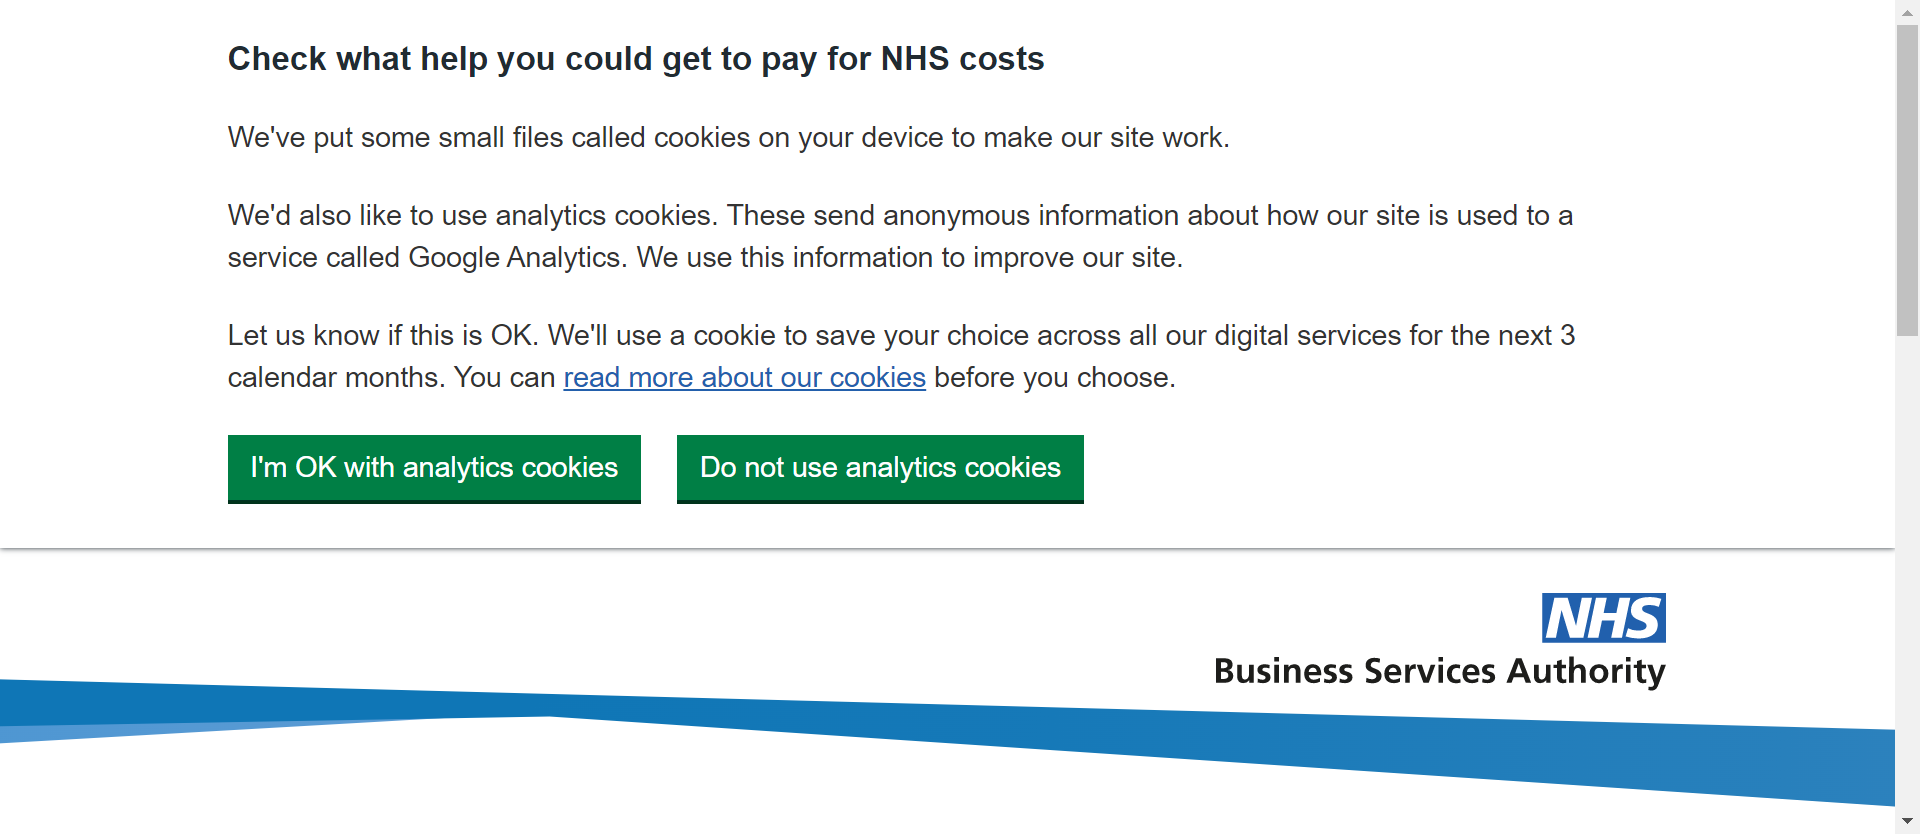 Check what help you could get to pay for NHS costs
We've put some small files called cookies on your device to make our site work.
We'd also like to use analytics cookies. These send anonymous information about how our site is used to a
service called Google Analytics. We use this information to improve our site.
Let us know if this is OK. We'll use a cookie to save your choice across all our digital services for the next 3
calendar months. You can read more about our cookies before you choose.
I'm OK with analytics cookies Do not use analytics cookies
NHS
Business Services Authority